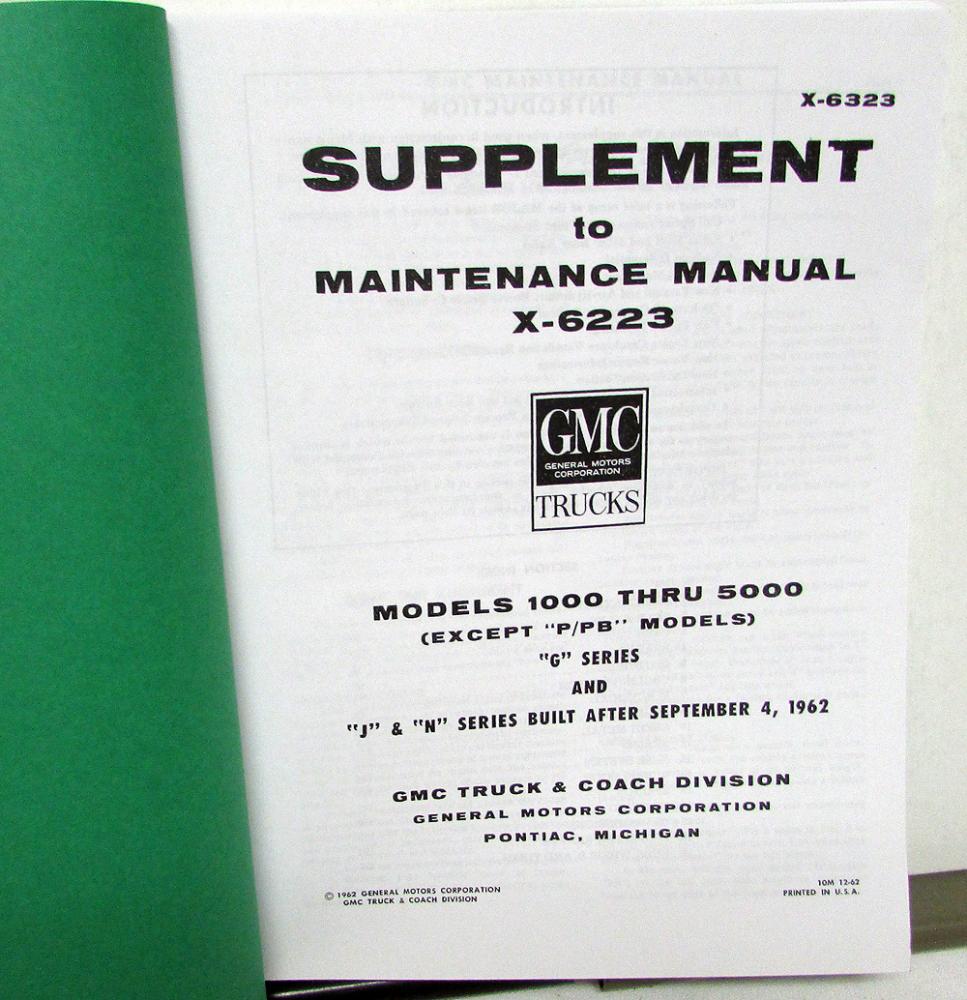 X-6323
SUPPLEMENT
to
MAINTENANCE MANUAL
X-6223
GMC
GENERAL MOTORS
CORPORATION
TRUCKS
MODELS 1000 THRU 5000
(EXCEPT "P/PB" MODELS)
"G" SERIES
AND
"J" & "N" SERIES BUILT AFTER SEPTEMBER 4, 1962
GMC TRUCK & COACH DIVISION
GENERAL MOTORS CORPORATION
PONTIAC, MICHIGAN
© 1962 GENERAL MOTORS CORPORATION
GMC TRUCK & COACH DIVISION
10M 12-62
PRINTED IN U.S.A.